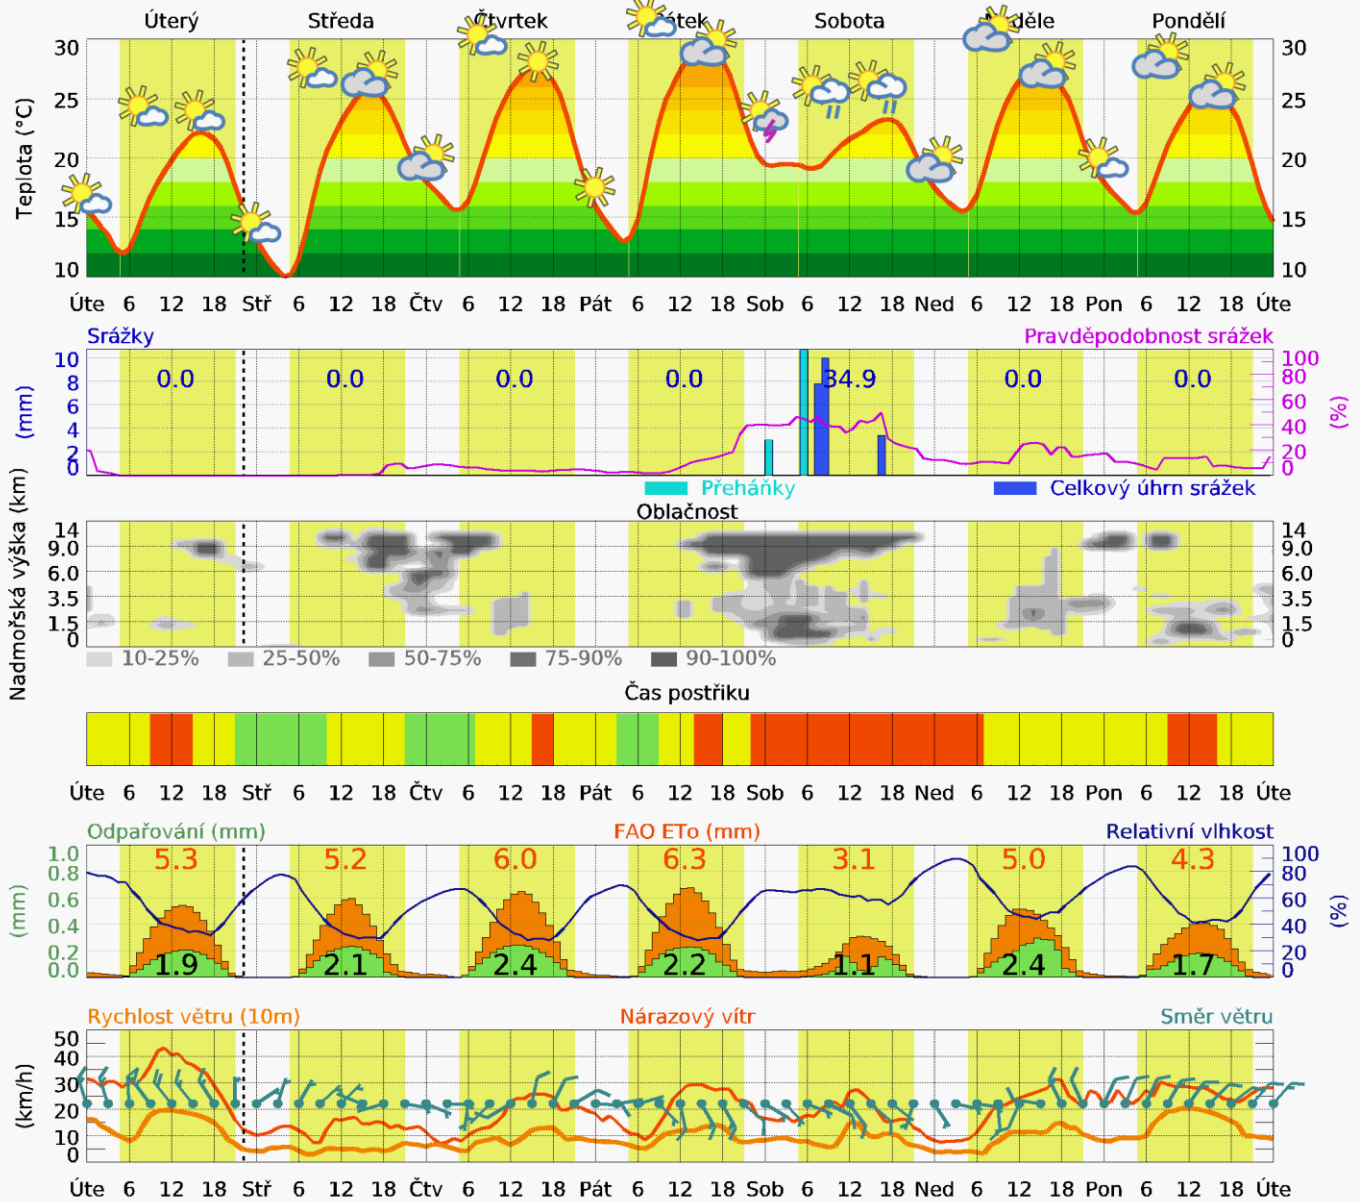 Úterý Středa Čtvrtek Pátek Sobota Neděle Pondělí
Teplota (°C)
30 30
25 25
20 20
15 15
10 10
Úte 6 12 18 Stř 6 12 18 Čtv 6 12 18 Pát 6 12 18 Sob 6 12 18 Ned 6 12 18 Pon 6 12 18 Úte
Srážky Pravděpodobnost srážek
(mm) (%)
10 100
8 80
6 60
4 40
2 20
0 0
0.0 0.0 0.0 0.0 34.9 0.0 0.0
Přeháňky Celkový úhrn srážek
Oblačnost
Nadmořská výška (km)
14 14
9.0 9.0
6.0 6.0
3.5 3.5
1.5 1.5
0 0
10-25% 25-50% 50-75% 75-90% 90-100%
Čas postřiku
Úte 6 12 18 Stř 6 12 18 Čtv 6 12 18 Pát 6 12 18 Sob 6 12 18 Ned 6 12 18 Pon 6 12 18 Úte
Odpařování (mm) FAO ETo (mm) Relativní vlhkost
(mm) (%)
1.0 100
0.8 80
0.6 60
0.4 40
0.2 20
0.0 0
5.3 5.2 6.0 6.3 3.1 5.0 4.3
1.9 2.1 2.4 2.2 1.1 2.4 1.7
Rychlost větru (10m) Nárazový vítr Směr větru
(km/h)
50
40
30
20
10
0
Úte 6 12 18 Stř 6 12 18 Čtv 6 12 18 Pát 6 12 18 Sob 6 12 18 Ned 6 12 18 Pon 6 12 18 Úte